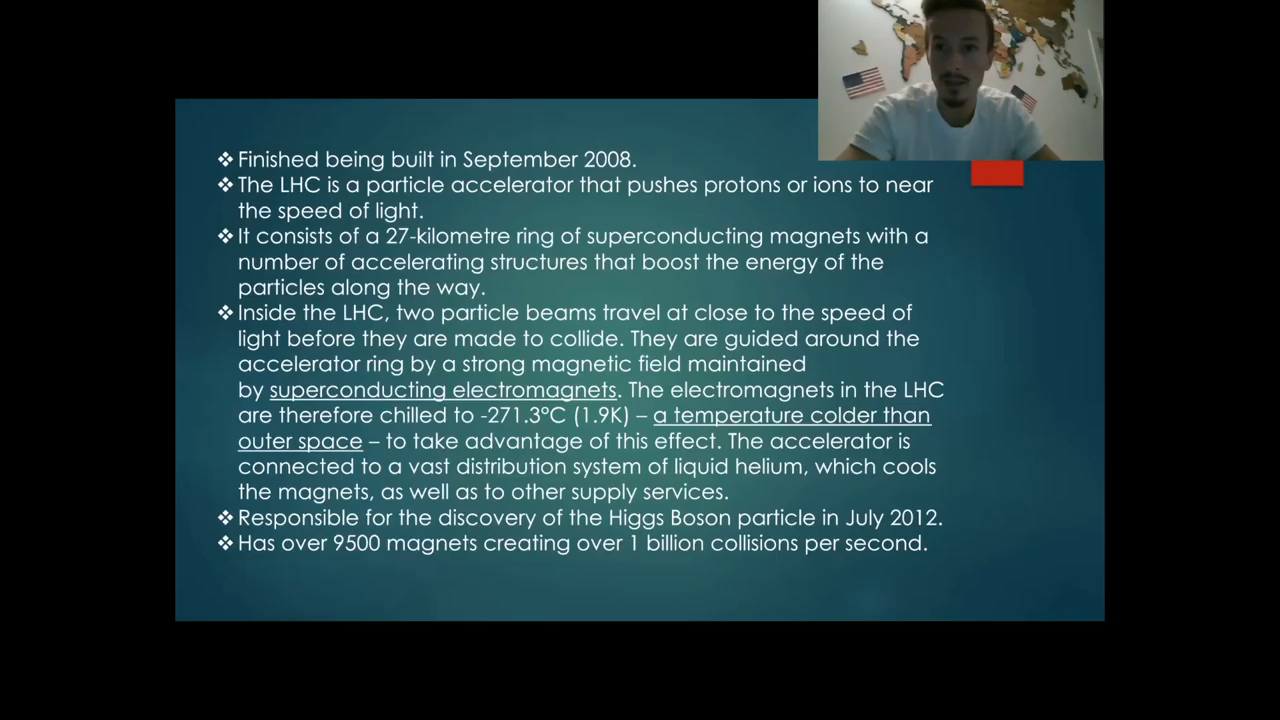 ❖ Finished being built in September 2008.
❖ The LHC is a particle accelerator that pushes protons or ions to near
the speed of light.
❖ It consists of a 27-kilometre ring of superconducting magnets with a
number of accelerating structures that boost the energy of the
particles along the way.
❖ Inside the LHC, two particle beams travel at close to the speed of
light before they are made to collide. They are guided around the
accelerator ring by a strong magnetic field maintained
by superconducting electromagnets. The electromagnets in the LHC
are therefore chilled to -271.3°C (1.9K) – a temperature colder than
outer space – to take advantage of this effect. The accelerator is
connected to a vast distribution system of liquid helium, which cools
the magnets, as well as to other supply services.
❖ Responsible for the discovery of the Higgs Boson particle in July 2012.
❖ Has over 9500 magnets creating over 1 billion collisions per second.